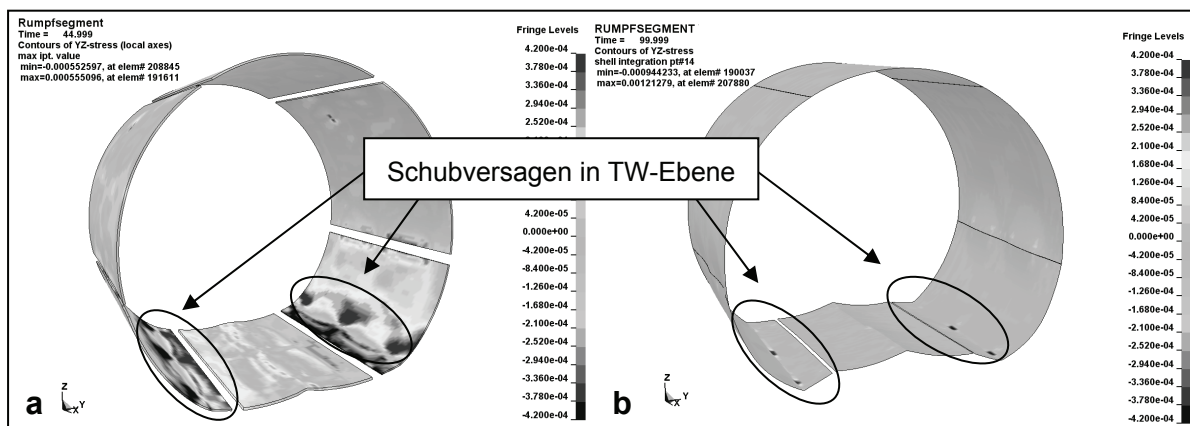 Rumpfsegment
Time = 44.999
Contours of YZ-stress (local axes)
max ipt. value
min=-0.000552597, at elem# 208845
max=0.000555096, at elem# 191611
Fringe Levels
4.200e-04
3.780e-04
3.360e-04
2.940e-04
2.520e-04
4.200e-05
0.000e+00
-4.200e-05
-8.400e-05
-1.260e-04
-1.680e-04
-2.100e-04
-2.520e-04
-2.940e-04
-3.360e-04
-3.780e-04
-4.200e-04
Z
Y
X
a
Schubversagen in TW-Ebene
RUMPFSEGMENT
Time = 99.999
Contours of YZ-stress
shell integration pt#14
min=-0.000944233, at elem# 190037
max=0.00121279, at elem# 207880
Fringe Levels
4.200e-04
3.780e-04
3.360e-04
2.940e-04
2.520e-04
2.100e-04
1.680e-04
1.260e-04
8.400e-05
4.200e-05
0.000e+00
-4.200e-05
-8.400e-05
-1.260e-04
-1.680e-04
-2.100e-04
-2.520e-04
-2.940e-04
-3.360e-04
-3.780e-04
-4.200e-04
Z
Y
X
b